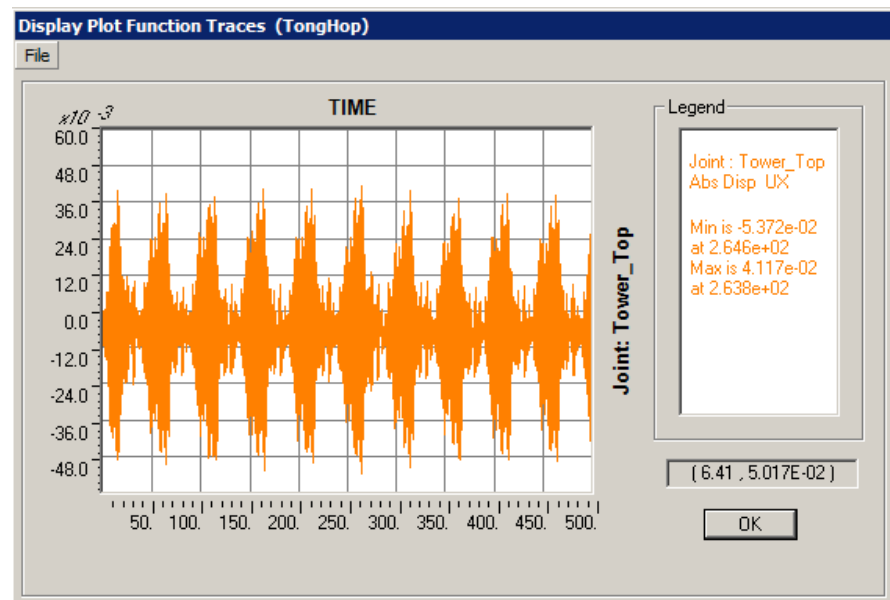 Display Plot Function Traces (TongHop)
File
TIME
x10 -3
60.0
48.0
36.0
24.0
12.0
0.0
-12.0
-24.0
-36.0
-48.0
50. 100. 150. 200. 250. 300. 350. 400. 450. 500.
Joint: Tower_Top
Legend
Joint : Tower_Top
Abs Disp UX
Min is -5.372e-02
at 2.646e+02
Max is 4.117e-02
at 2.638e+02
( 6.41 , 5.017E-02 )
OK